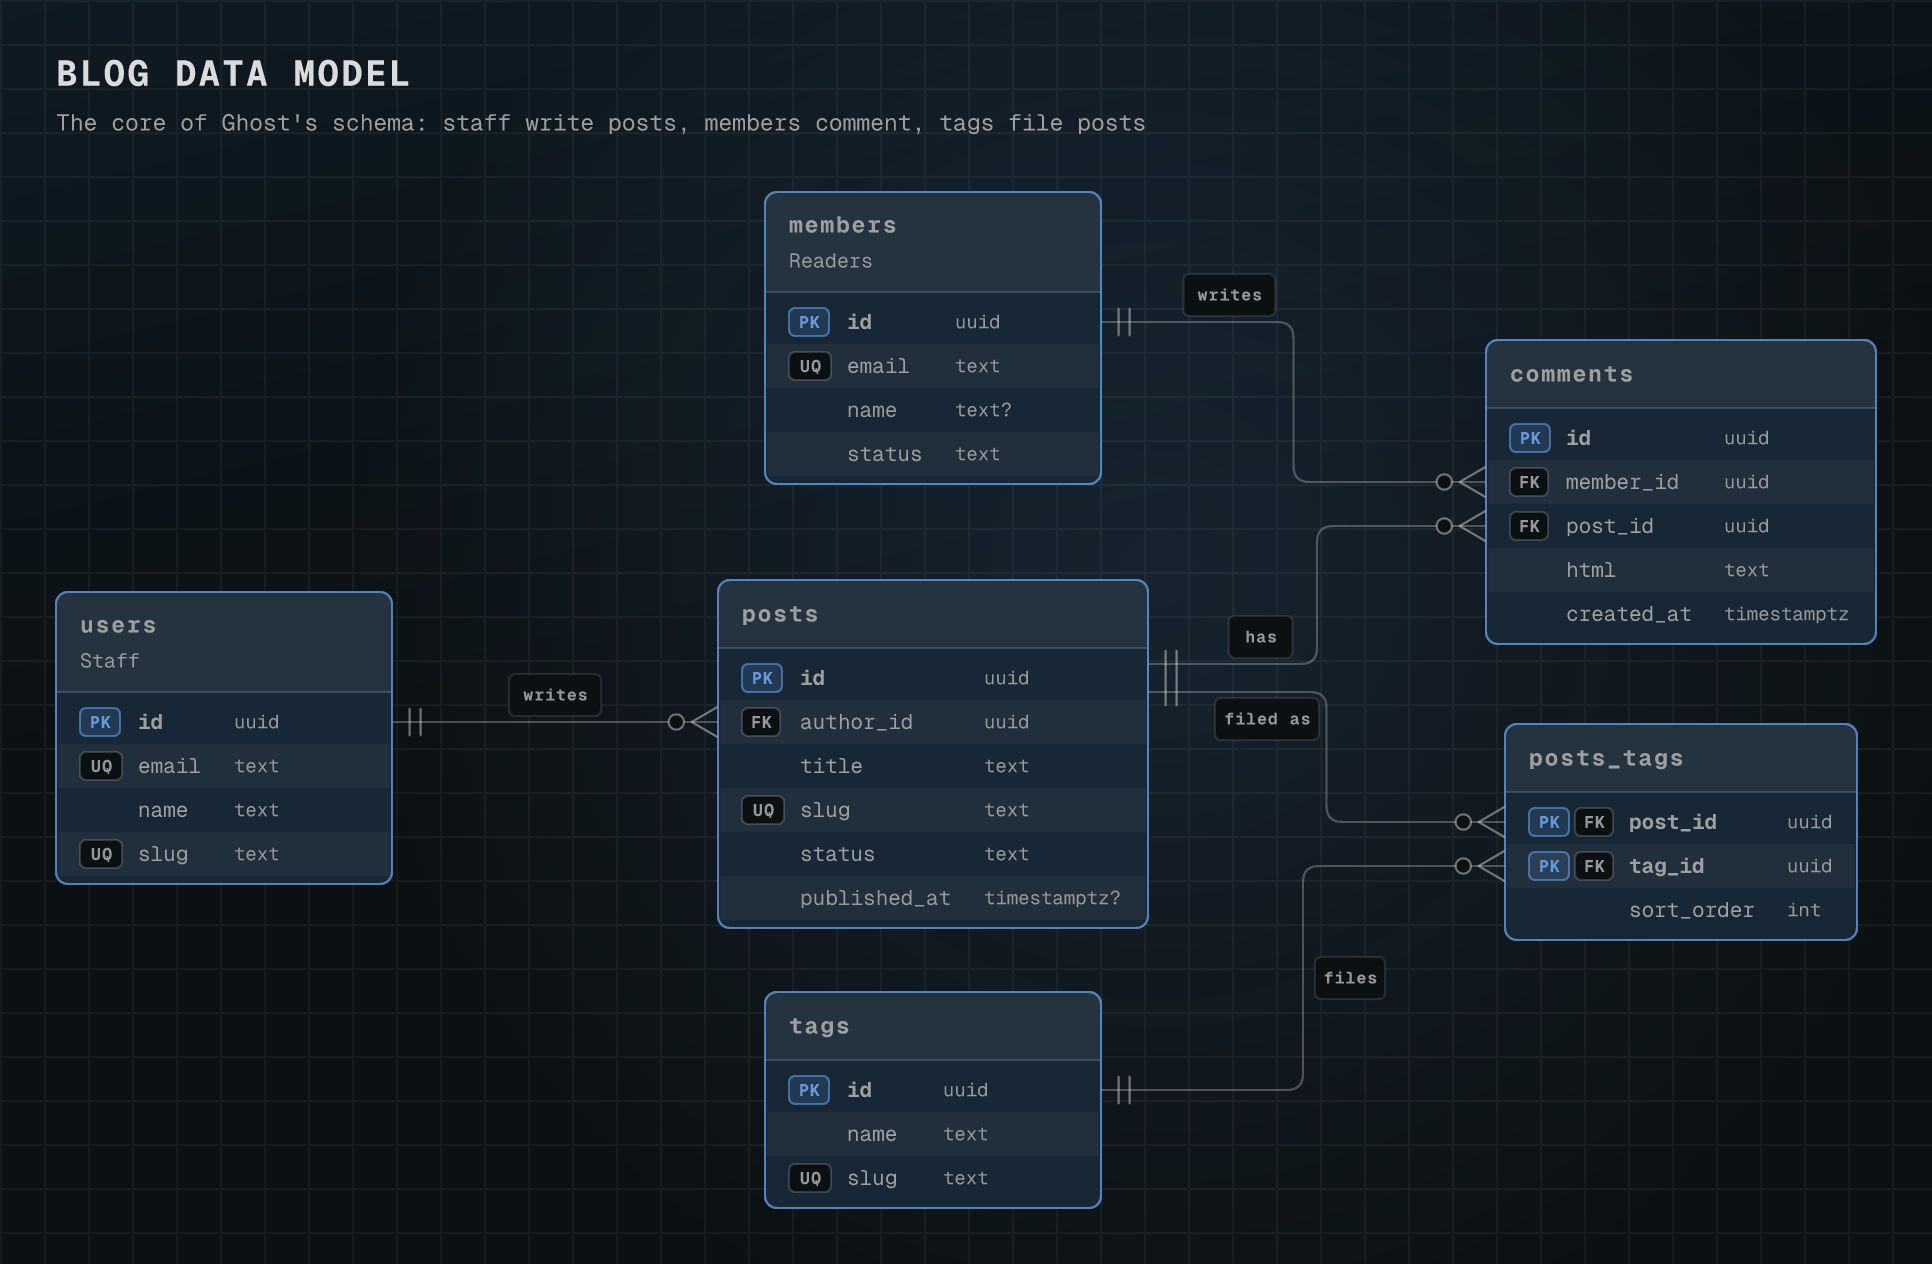 BLOG DATA MODEL
The core of Ghost's schema: staff write posts, members comment, tags file posts
members
Readers
PK id uuid
UQ email text
name text?
status text
writes
comments
PK id uuid
FK member_id uuid
FK post_id uuid
html text
created_at timestamptz
users
Staff
PK id uuid
UQ email text
name text
UQ slug text
writes
posts
PK id uuid
FK author_id uuid
title text
UQ slug text
status text
published_at timestamptz?
has
filed as
posts_tags
PK FK post_id uuid
PK FK tag_id uuid
sort_order int
files
tags
PK id uuid
name text
UQ slug text